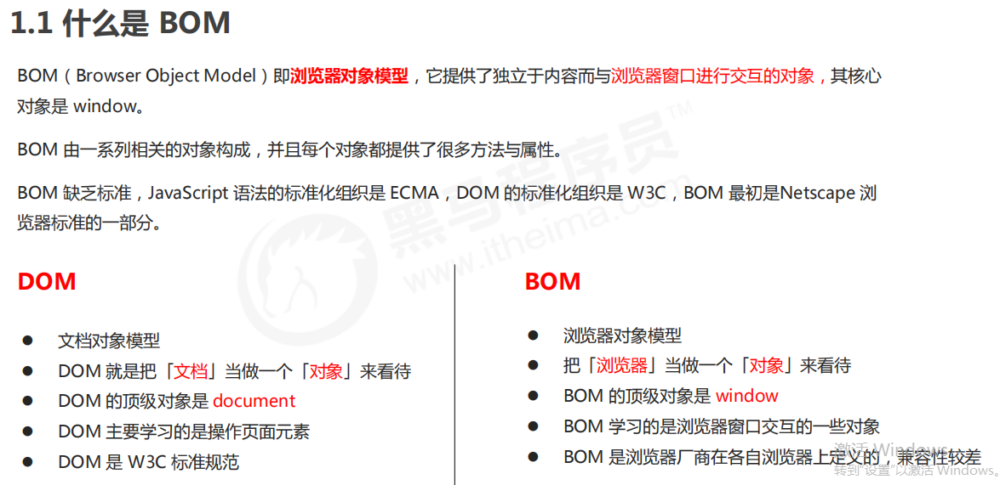 1.1 什么是 BOM
BOM（Browser Object Model）即浏览器对象模型，它提供了独立于内容而与浏览器窗口进行交互的对象，其核心
对象是 window。
BOM 由一系列相关的对象构成，并且每个对象都提供了很多方法与属性。
BOM 缺乏标准，JavaScript 语法的标准化组织是 ECMA，DOM 的标准化组织是 W3C，BOM 最初是Netscape 浏
览器标准的一部分。
黑马程序员™
www.itheima.com
DOM
● 文档对象模型
● DOM 就是把「文档」当做一个「对象」来看待
● DOM 的顶级对象是 document
● DOM 主要学习的是操作页面元素
● DOM 是 W3C 标准规范
BOM
● 浏览器对象模型
● 把「浏览器」当做一个「对象」来看待
● BOM 的顶级对象是 window
● BOM 学习的是浏览器窗口交互的一些对象
● BOM 是浏览器厂商在各自浏览器上定义的，兼容性较差
激活 Windows
转到"设置"以激活 Windows。